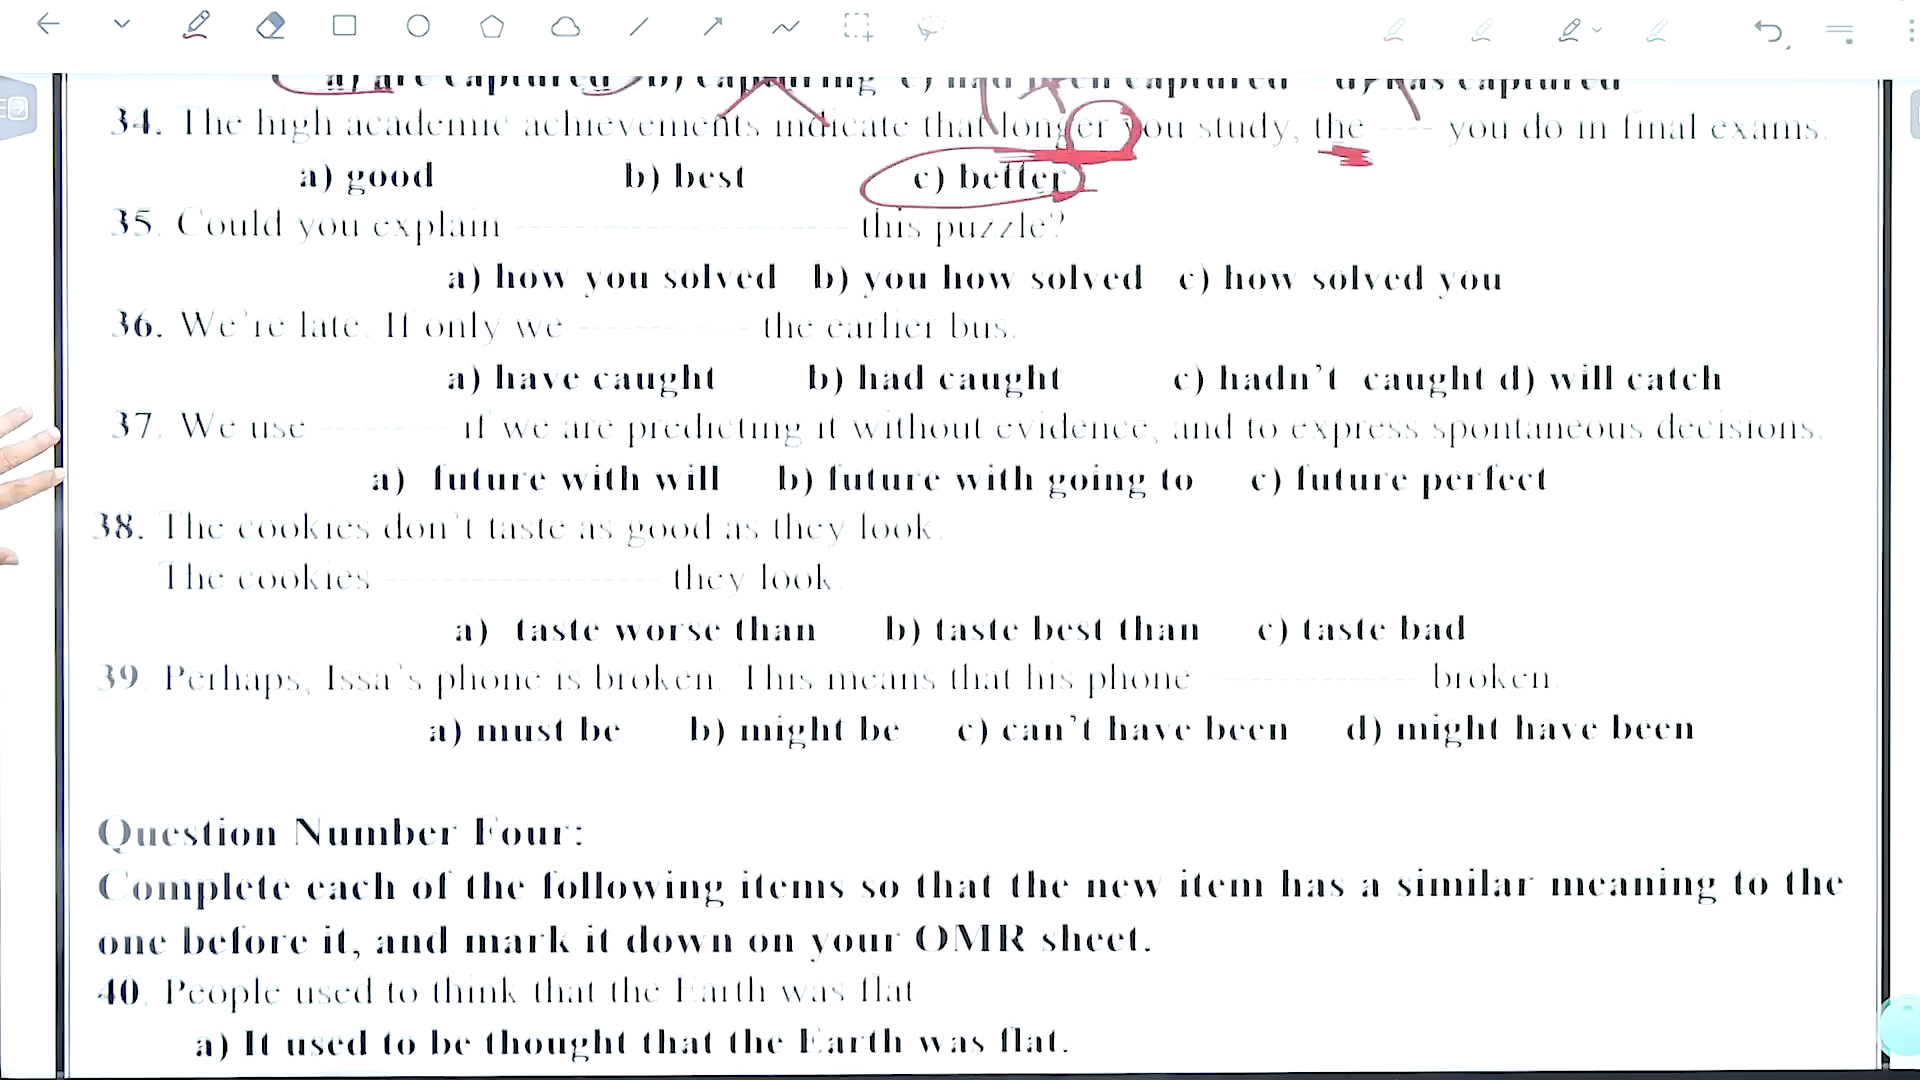 a) are captured b) capturing c) had been captured d) has captured
34. The high academic achievements indicate that longer you study, the ---- you do in final exams.
a) good b) best c) better
35. Could you explain ---------------------- this puzzle?
a) how you solved b) you how solved c) how solved you
36. We're late. If only we ------------ the earlier bus.
a) have caught b) had caught c) hadn't caught d) will catch
37. We use --------- if we are predicting it without evidence, and to express spontaneous decisions.
a) future with will b) future with going to c) future perfect
38. The cookies don't taste as good as they look.
The cookies ------------------ they look.
a) taste worse than b) taste best than c) taste bad
39. Perhaps, Issa's phone is broken. This means that his phone -------------- broken.
a) must be b) might be c) can't have been d) might have been
Question Number Four:
Complete each of the following items so that the new item has a similar meaning to the
one before it, and mark it down on your OMR sheet.
40. People used to think that the Earth was flat
a) It used to be thought that the Earth was flat.